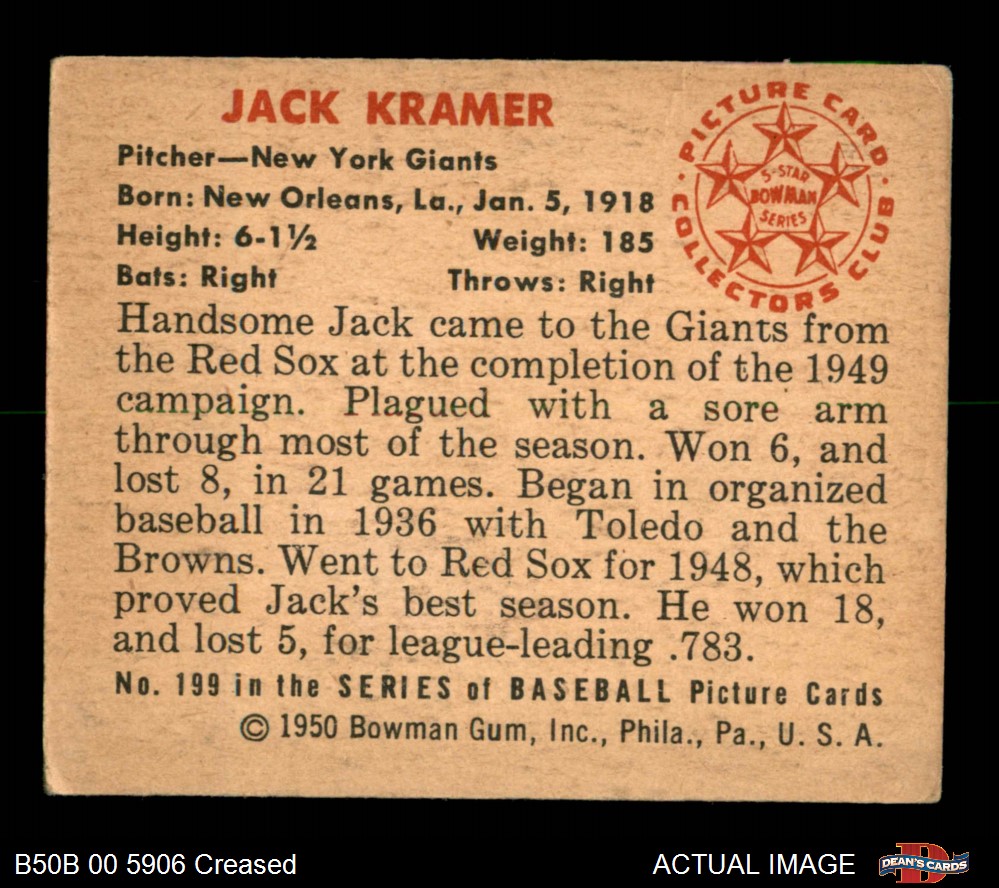 JACK KRAMER
Pitcher—New York Giants
Born: New Orleans, La., Jan. 5, 1918
Height: 6-1½ Weight: 185
Bats: Right Throws: Right
PICTURE CARD
COLLECTORS CLUB
5-STAR
BOWMAN
SERIES
Handsome Jack came to the Giants from
the Red Sox at the completion of the 1949
campaign. Plagued with a sore arm
through most of the season. Won 6, and
lost 8, in 21 games. Began in organized
baseball in 1936 with Toledo and the
Browns. Went to Red Sox for 1948, which
proved Jack's best season. He won 18,
and lost 5, for league-leading .783.
No. 199 in the SERIES of BASEBALL Picture Cards
© 1950 Bowman Gum, Inc., Phila., Pa., U. S. A.
B50B 00 5906 Creased
ACTUAL IMAGE
D
DEAN'S CARDS